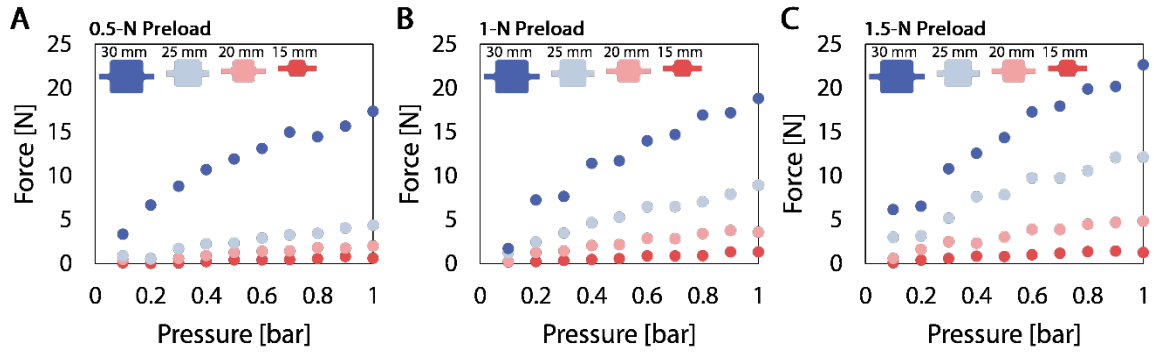 A
0.5-N Preload
30 mm 25 mm 20 mm 15 mm
25
20
15
10
5
0
Force [N]
0 0.2 0.4 0.6 0.8 1
Pressure [bar]
B
1-N Preload
30 mm 25 mm 20 mm 15 mm
25
20
15
10
5
0
Force [N]
0 0.2 0.4 0.6 0.8 1
Pressure [bar]
C
1.5-N Preload
30 mm 25 mm 20 mm 15 mm
25
20
15
10
5
0
Force [N]
0 0.2 0.4 0.6 0.8 1
Pressure [bar]